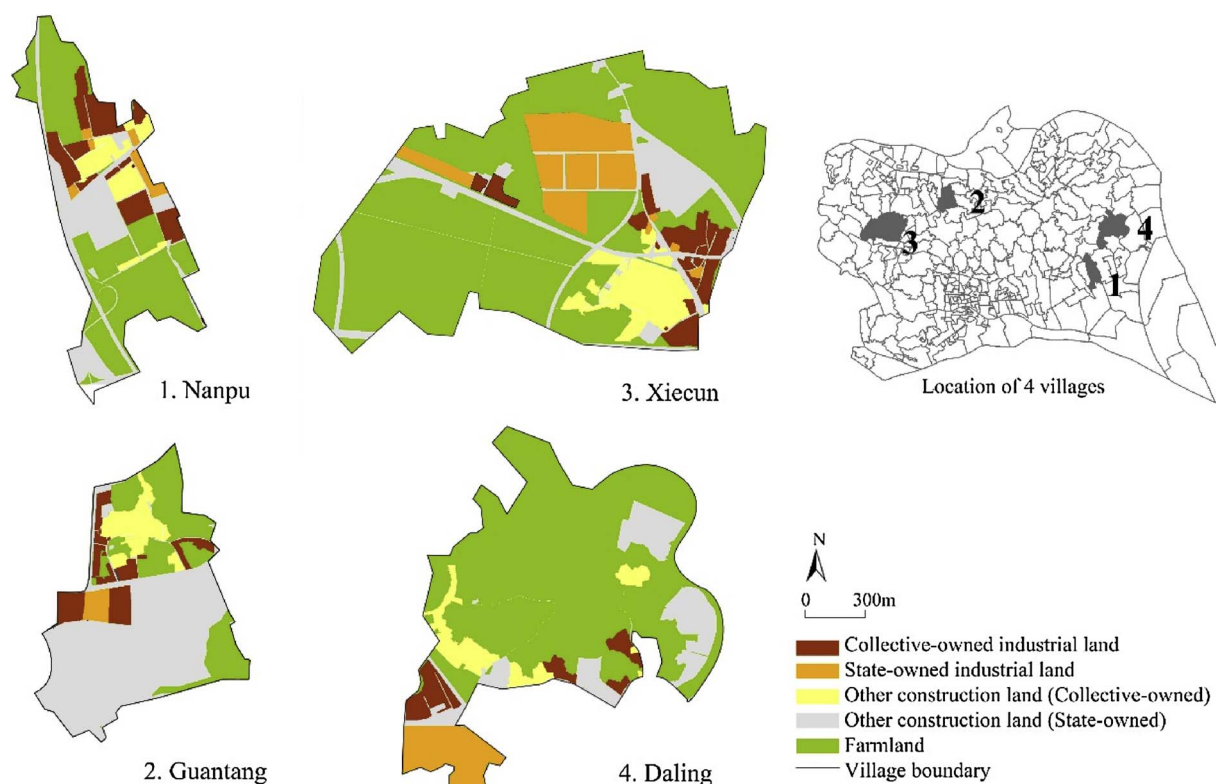 1. Nanpu
3. Xiecun
2
3
4
1
Location of 4 villages
2. Guantang
4. Daling
N
0 300m
Collective-owned industrial land
State-owned industrial land
Other construction land (Collective-owned)
Other construction land (State-owned)
Farmland
Village boundary